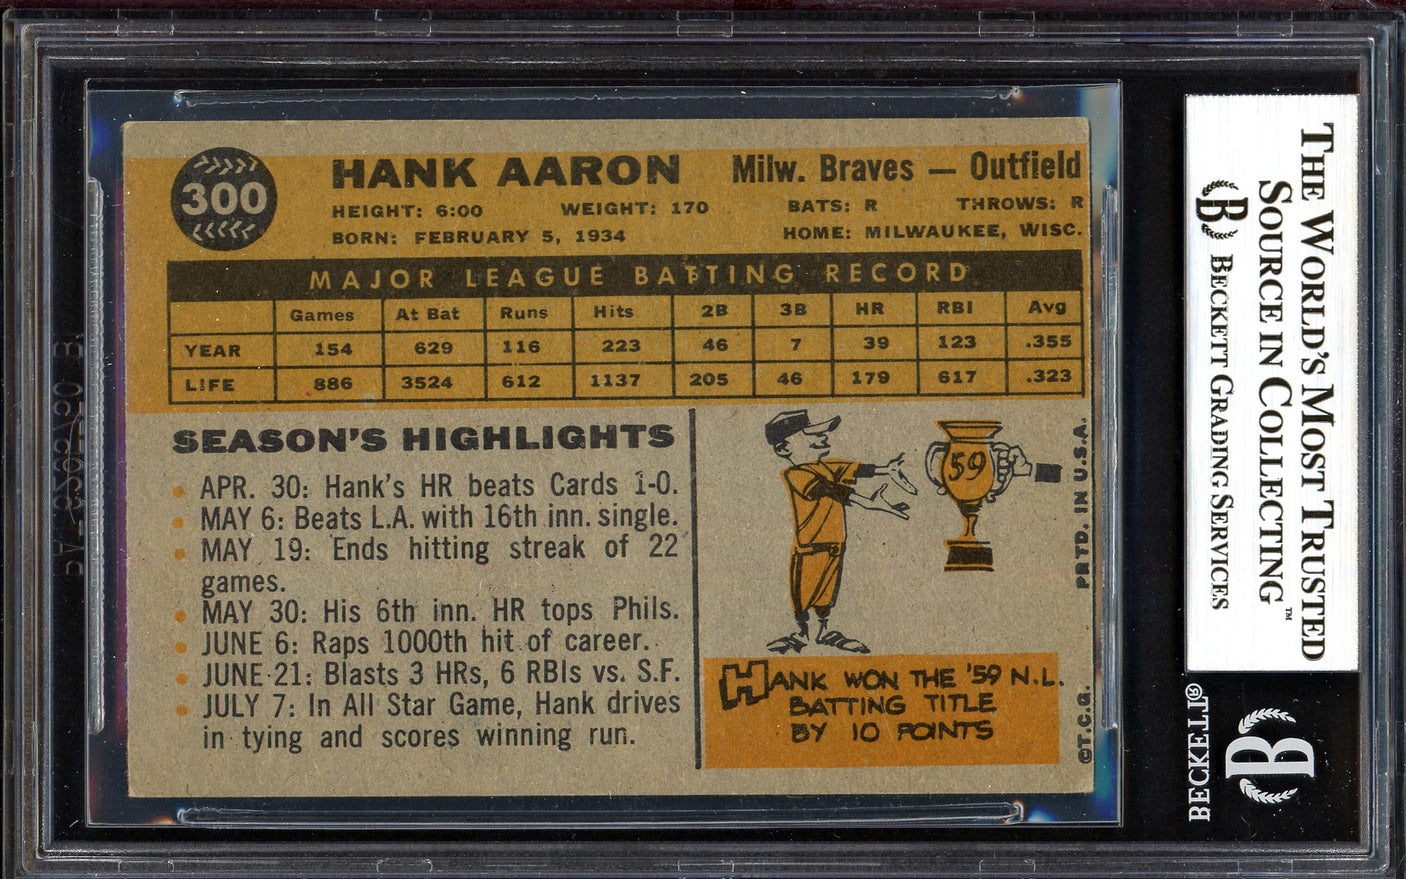 300
HANK AARON Milw. Braves — Outfield
HEIGHT: 6:00 WEIGHT: 170 BATS: R THROWS: R
BORN: FEBRUARY 5, 1934 HOME: MILWAUKEE, WISC.
MAJOR LEAGUE BATTING RECORD
Games At Bat Runs Hits 2B 3B HR RBI Avg
YEAR 154 629 116 223 46 7 39 123 .355
LIFE 886 3524 612 1137 205 46 179 617 .323
SEASON'S HIGHLIGHTS
APR. 30: Hank's HR beats Cards 1-0.
MAY 6: Beats L.A. with 16th inn. single.
MAY 19: Ends hitting streak of 22
games.
MAY 30: His 6th inn. HR tops Phils.
JUNE 6: Raps 1000th hit of career.
JUNE 21: Blasts 3 HRs, 6 RBIs vs. S.F.
JULY 7: In All Star Game, Hank drives
in tying and scores winning run.
59
HANK WON THE '59 N.L.
BATTING TITLE
BY 10 POINTS
©T.C.G. PRTD. IN U.S.A.
THE WORLD'S MOST TRUSTED
SOURCE IN COLLECTING™
B BECKETT GRADING SERVICES
BECKETT®
B